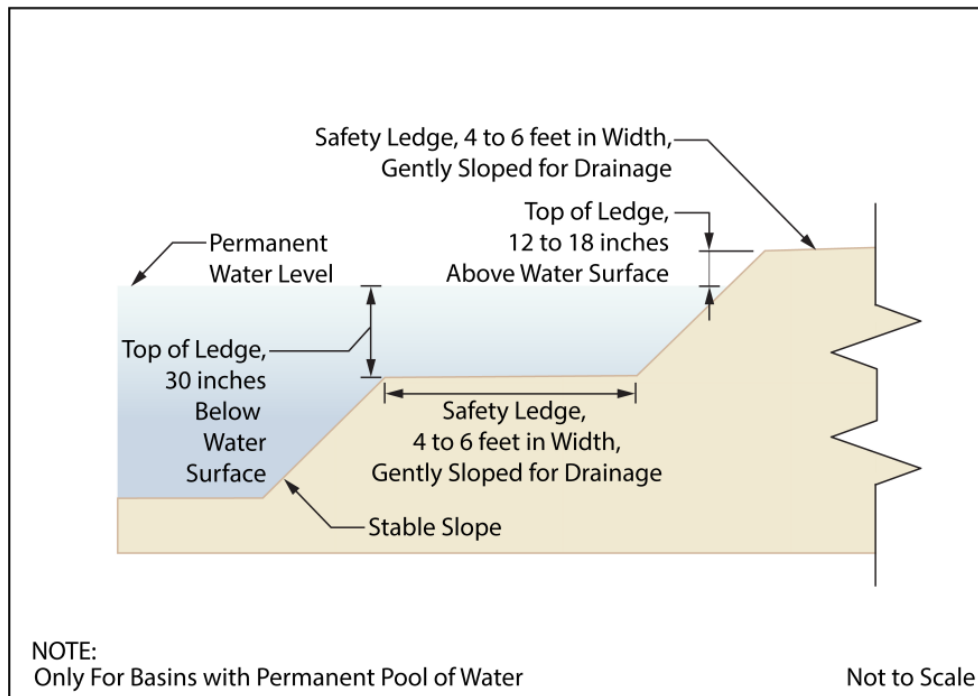 Safety Ledge, 4 to 6 feet in Width,
Gently Sloped for Drainage
Top of Ledge,
12 to 18 inches
Above Water Surface
Permanent
Water Level
Top of Ledge,
30 inches
Below
Water
Surface
Safety Ledge,
4 to 6 feet in Width,
Gently Sloped for Drainage
Stable Slope
NOTE:
Only For Basins with Permanent Pool of Water
Not to Scale